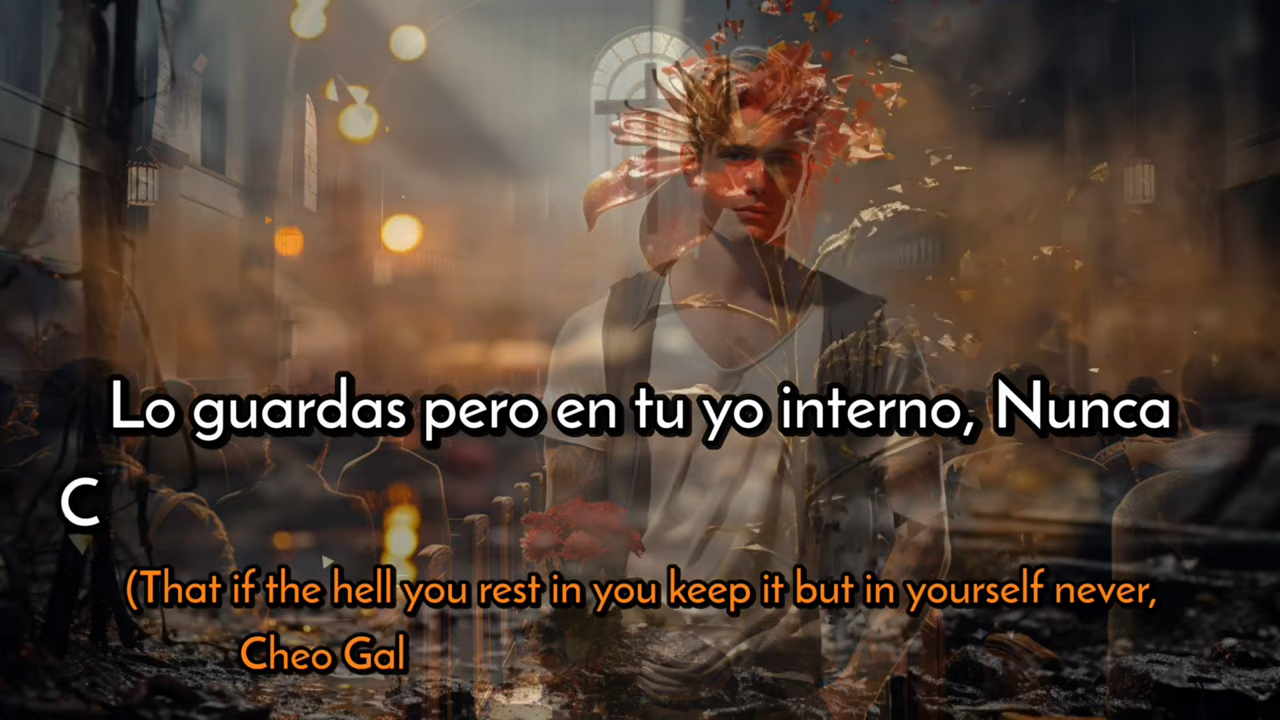 Lo guardas pero en tu yo interno, Nunca
C
(That if the hell you rest in you keep it but in yourself never,
Cheo Gal